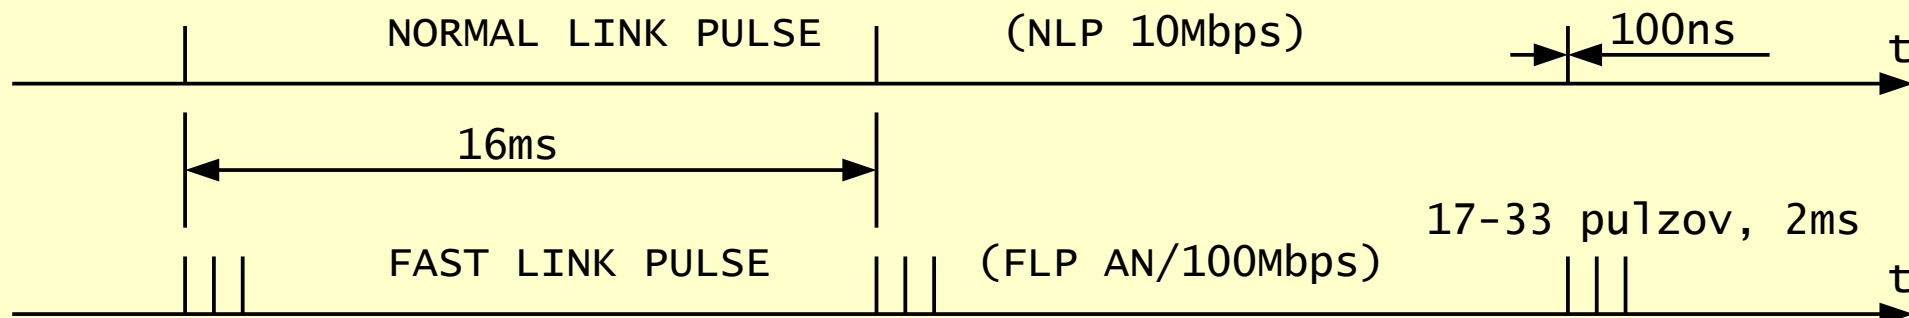 NORMAL LINK PULSE (NLP 10Mbps) 100ns
t
16ms
17-33 pulzov, 2ms
FAST LINK PULSE (FLP AN/100Mbps)
t